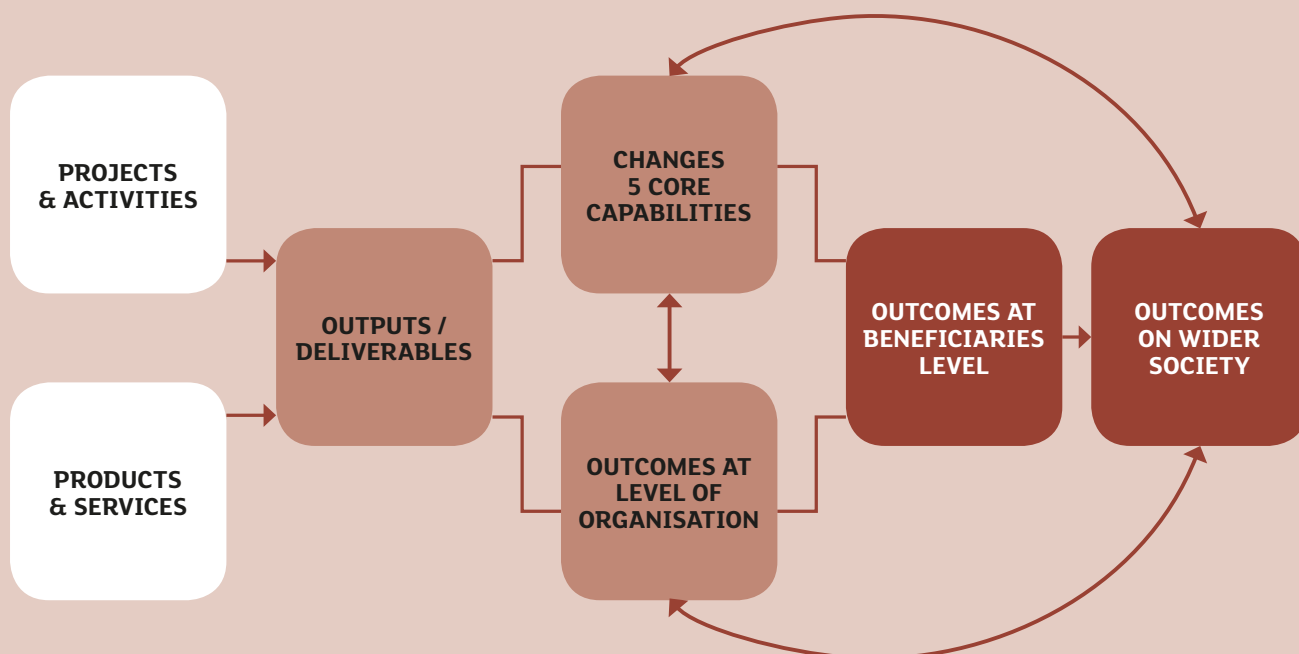 PROJECTS
& ACTIVITIES
PRODUCTS
& SERVICES
OUTPUTS /
DELIVERABLES
CHANGES
5 CORE
CAPABILITIES
OUTCOMES AT
LEVEL OF
ORGANISATION
OUTCOMES AT
BENEFICIARIES
LEVEL
OUTCOMES
ON WIDER
SOCIETY